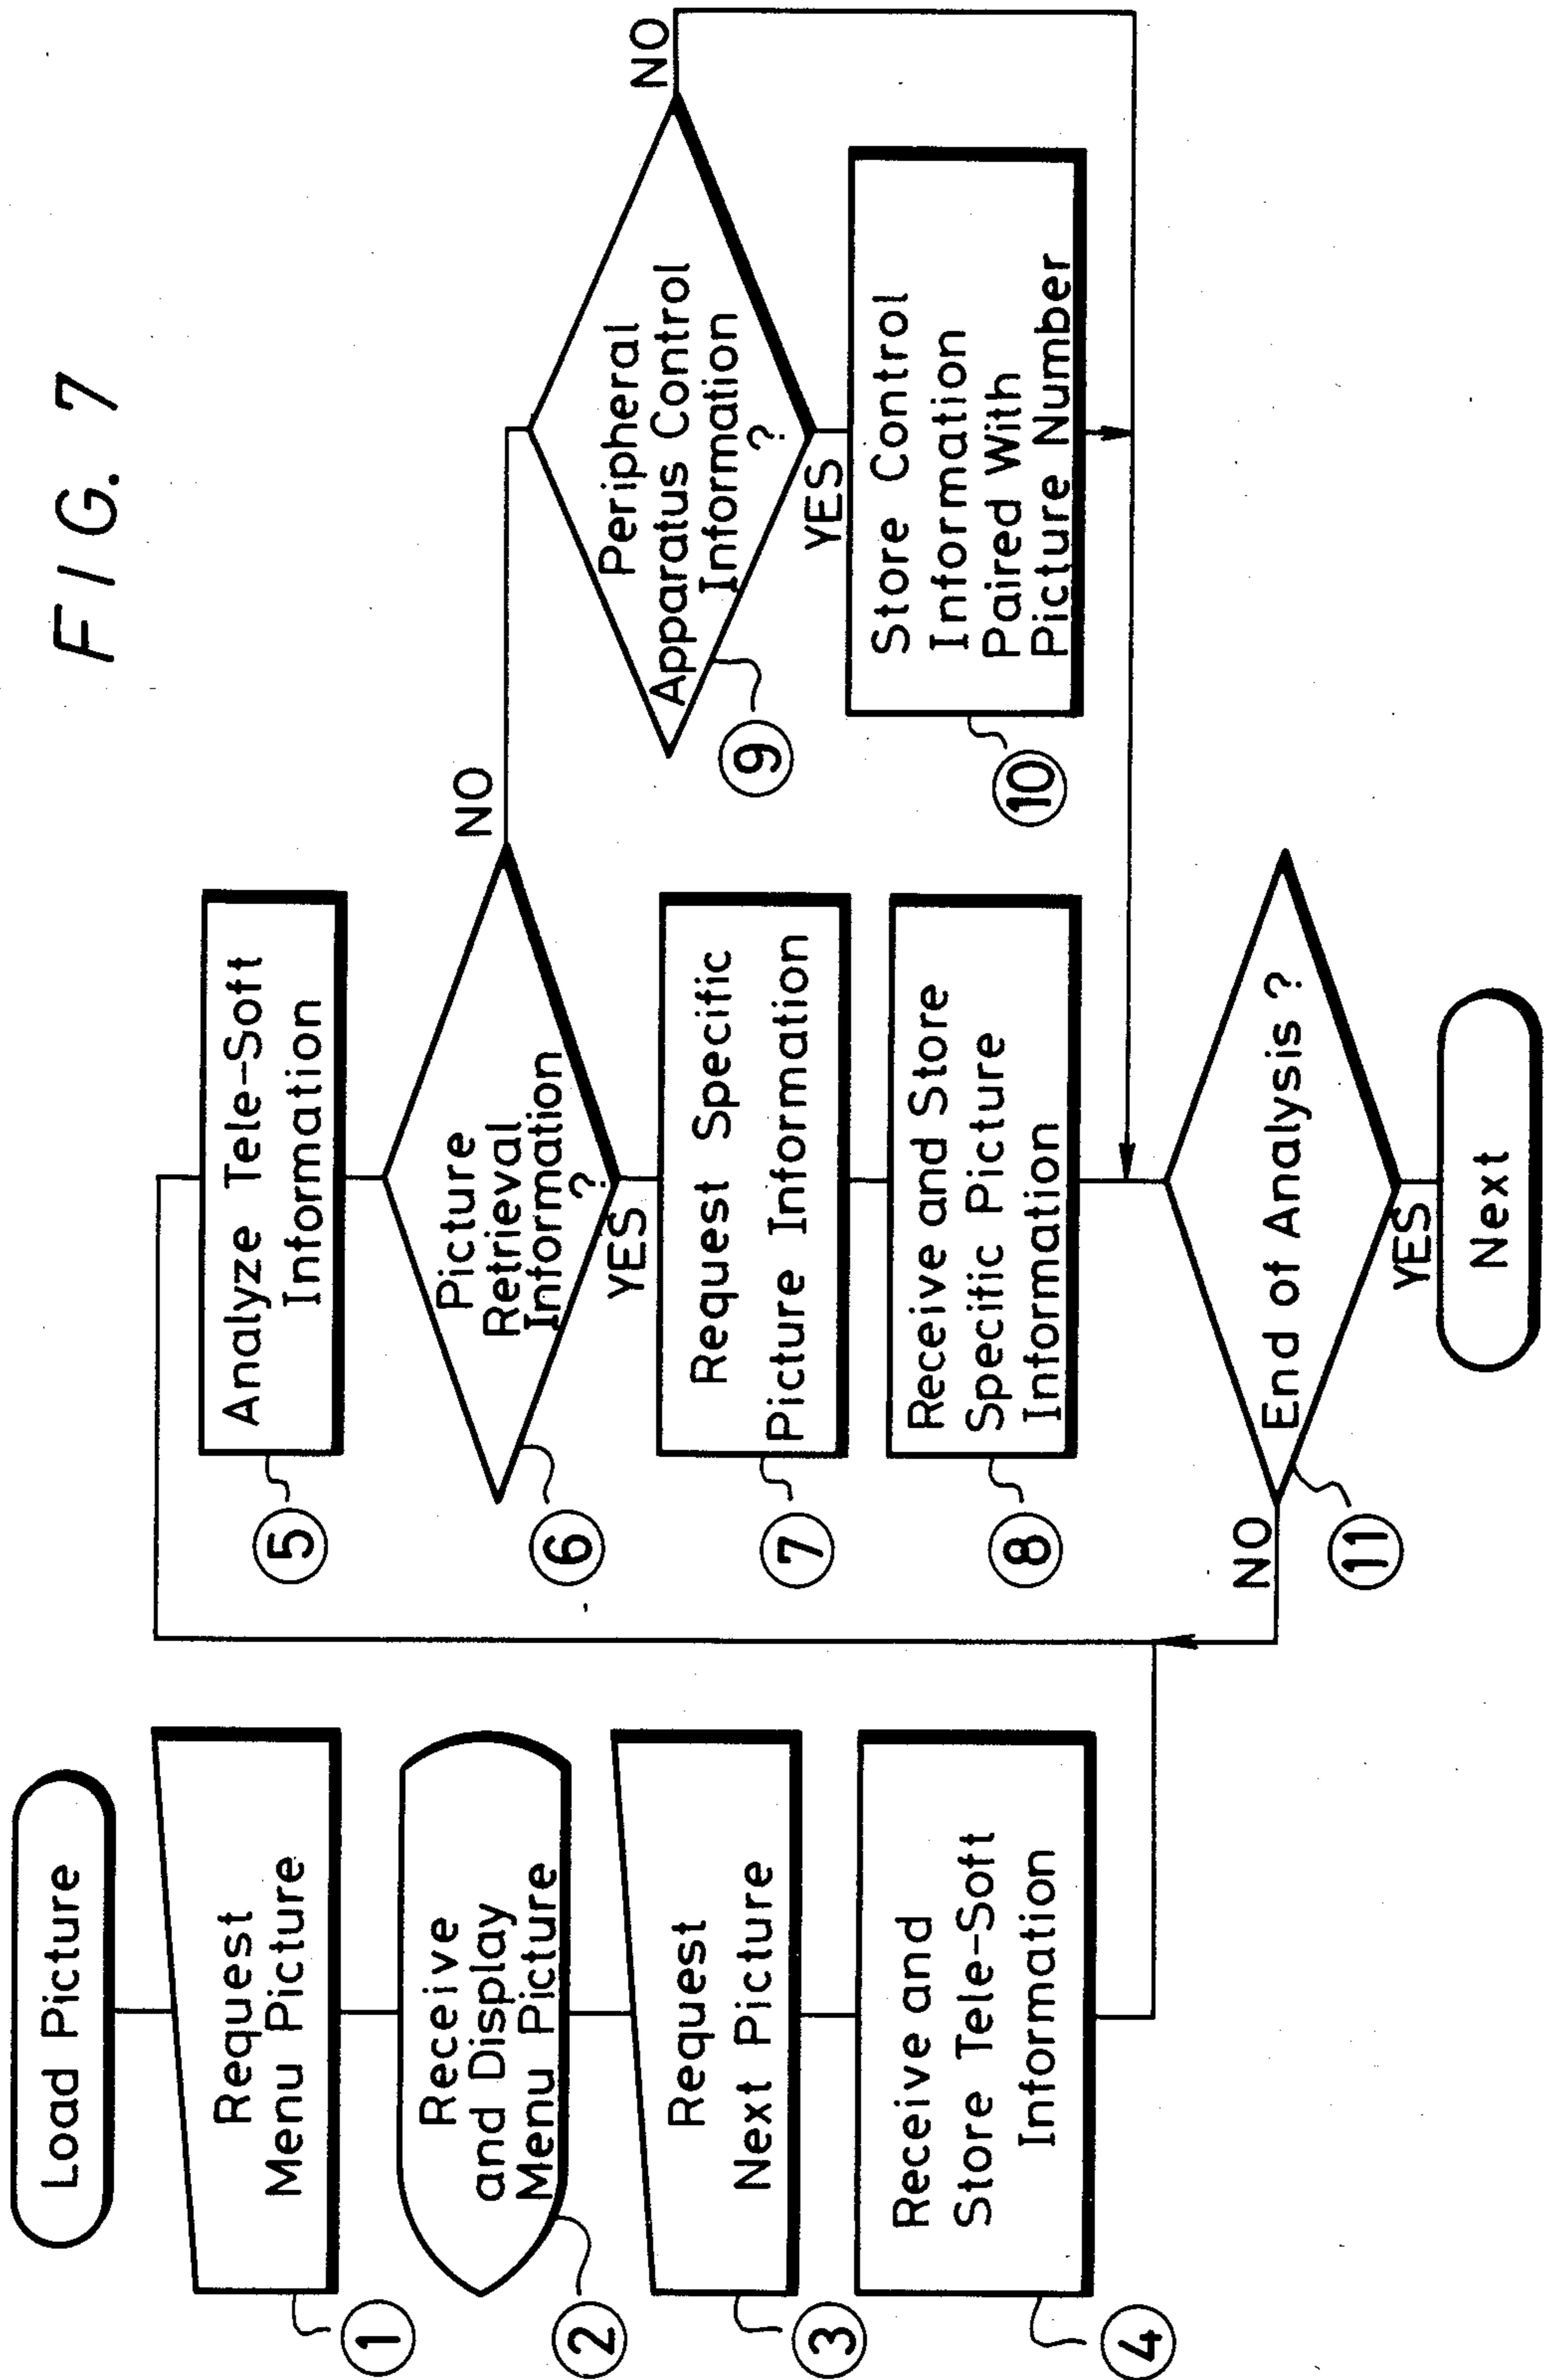 FIG. 7
Load Picture
Request
Menu Picture
①
Receive
and Display
Menu Picture
②
Request
Next Picture
③
Receive and
Store Tele-Soft
Information
④
Analyze Tele-Soft
Information
⑤
Picture
Retrieval
Information
?
⑥
NO
YES
Request Specific
Picture Information
⑦
Receive and Store
Specific Picture
Information
⑧
Peripheral
Apparatus Control
Information
?
⑨
NO
YES
Store Control
Information
Paired With
Picture Number
⑩
End of Analysis ?
⑪
NO
YES
Next